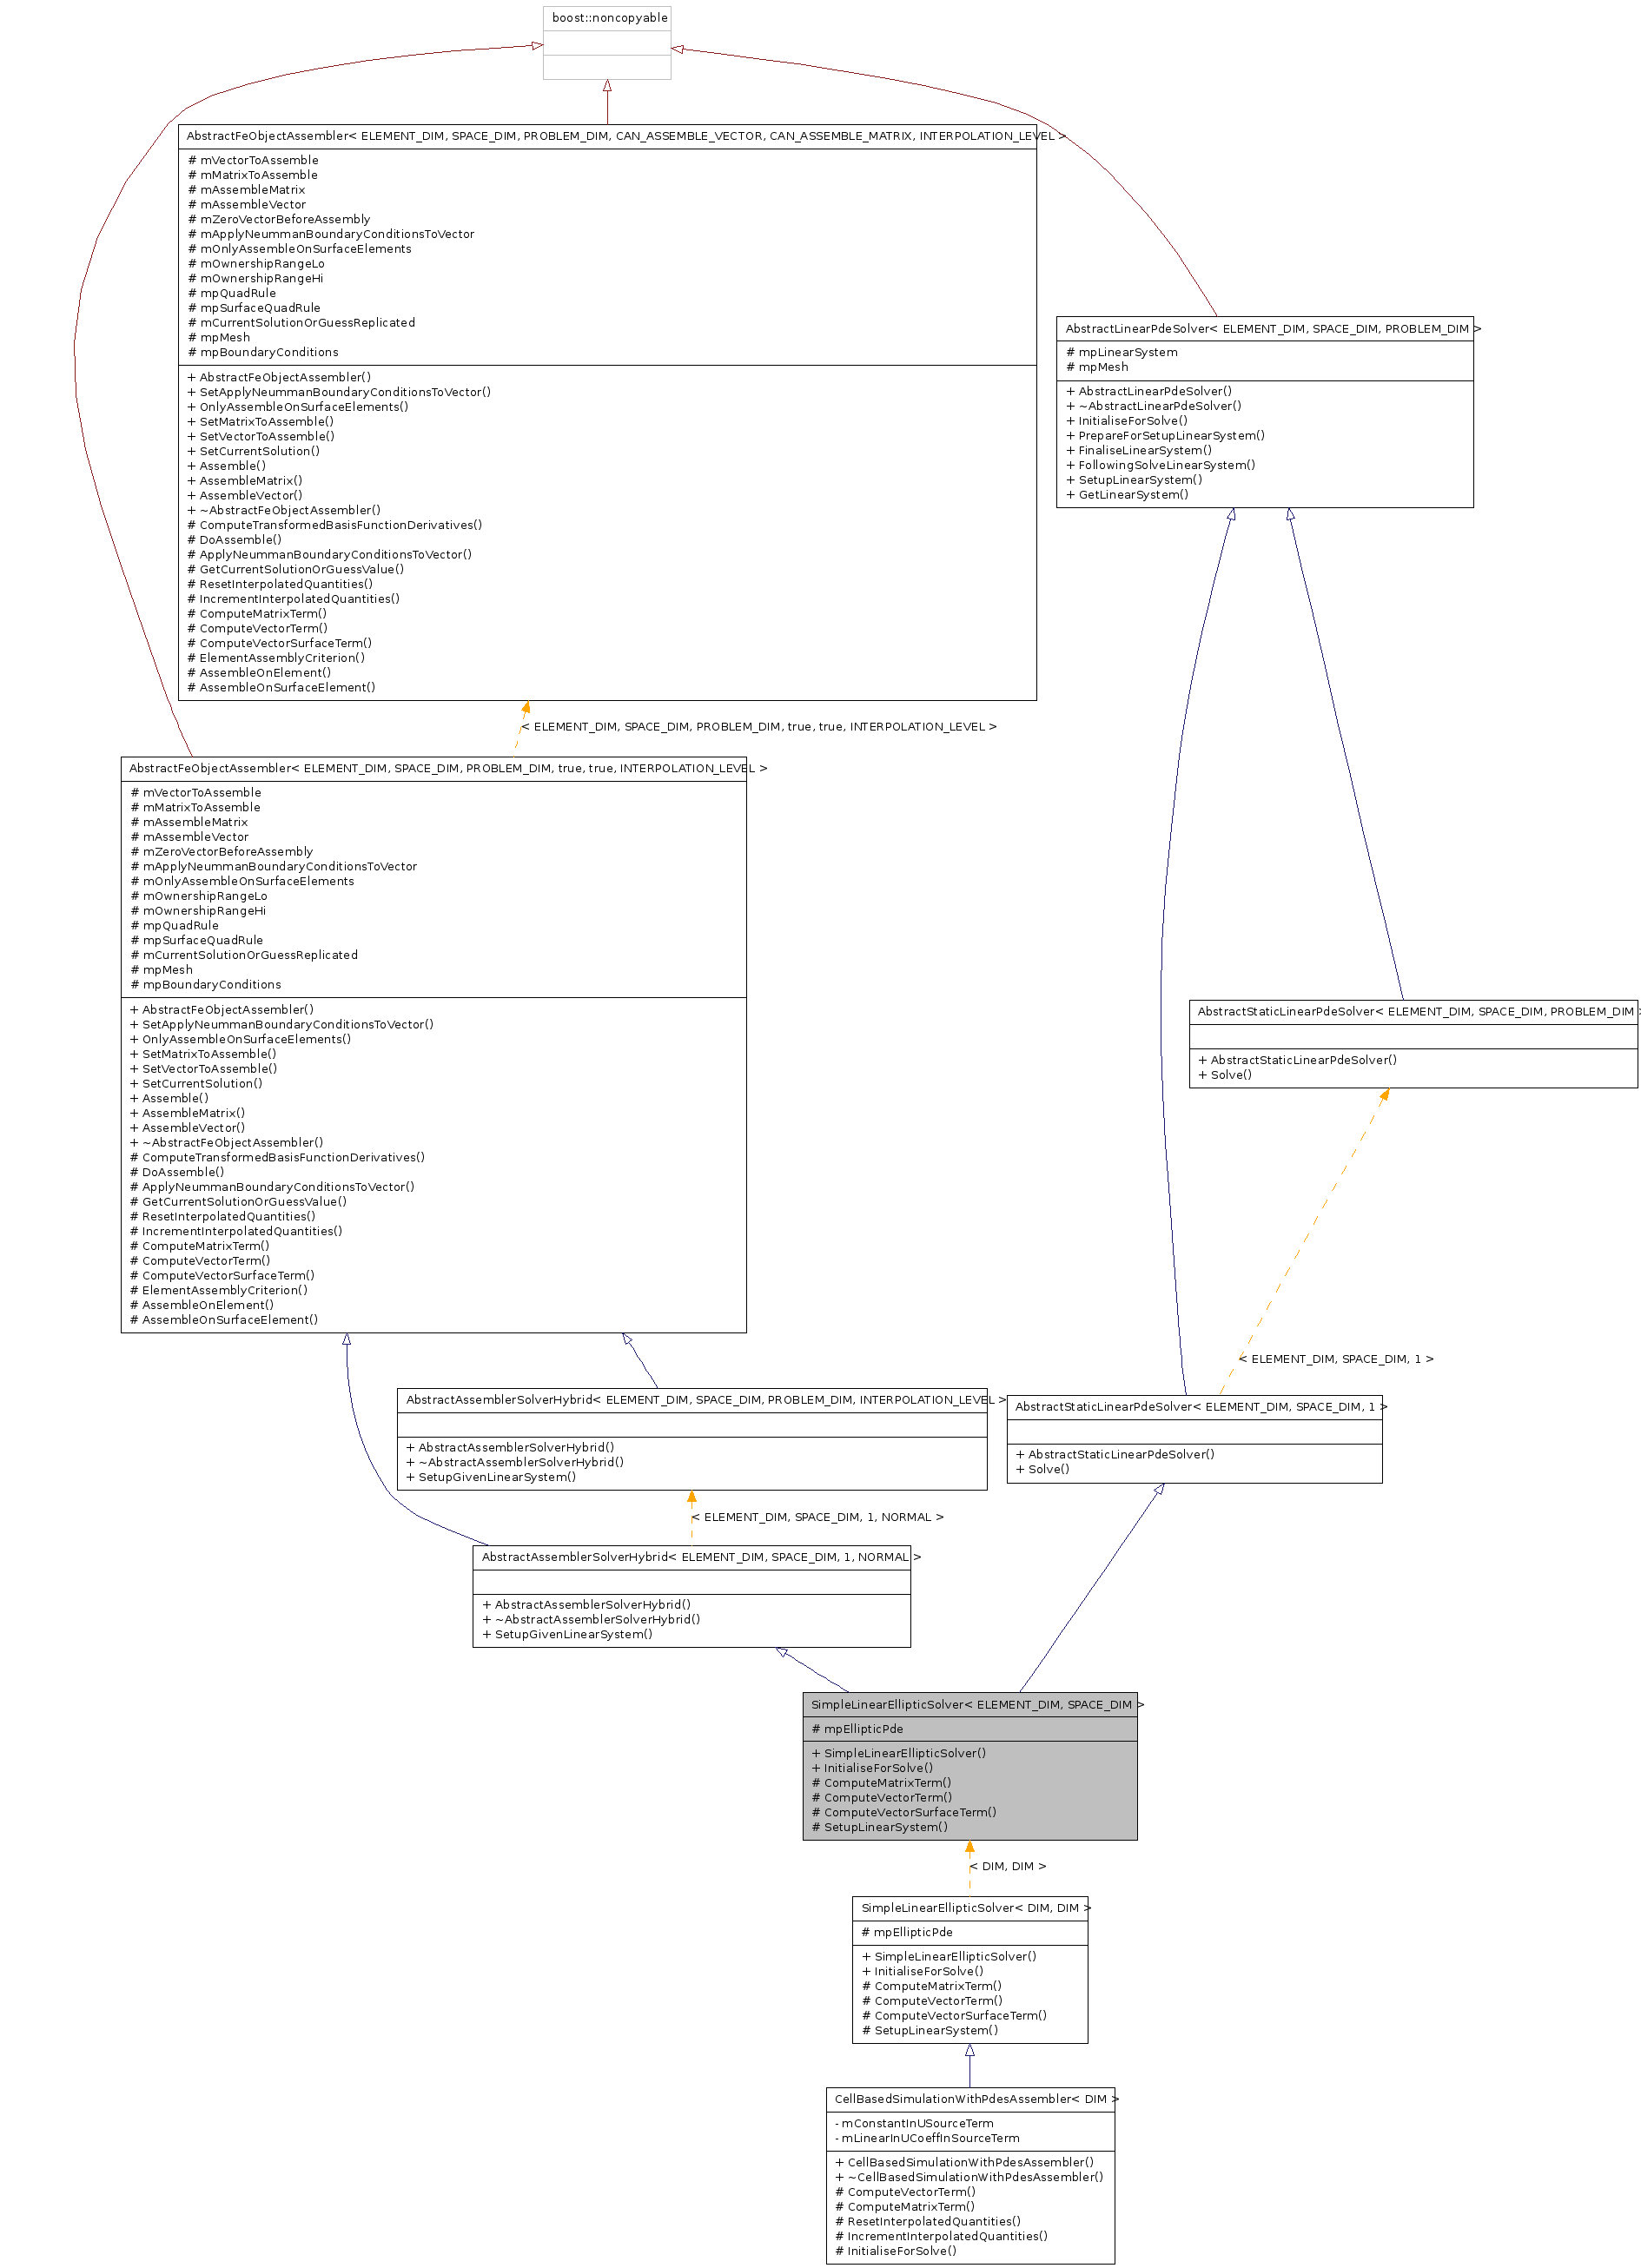 boost::noncopyable
AbstractFeObjectAssembler< ELEMENT_DIM, SPACE_DIM, PROBLEM_DIM, CAN_ASSEMBLE_VECTOR, CAN_ASSEMBLE_MATRIX, INTERPOLATION_LEVEL >
# mVectorToAssemble
# mMatrixToAssemble
# mAssembleMatrix
# mAssembleVector
# mZeroVectorBeforeAssembly
# mApplyNeummanBoundaryConditionsToVector
# mOnlyAssembleOnSurfaceElements
# mOwnershipRangeLo
# mOwnershipRangeHi
# mpQuadRule
# mpSurfaceQuadRule
# mCurrentSolutionOrGuessReplicated
# mpMesh
# mpBoundaryConditions
+ AbstractFeObjectAssembler()
+ SetApplyNeummanBoundaryConditionsToVector()
+ OnlyAssembleOnSurfaceElements()
+ SetMatrixToAssemble()
+ SetVectorToAssemble()
+ SetCurrentSolution()
+ Assemble()
+ AssembleMatrix()
+ AssembleVector()
+ ~AbstractFeObjectAssembler()
# ComputeTransformedBasisFunctionDerivatives()
# DoAssemble()
# ApplyNeummanBoundaryConditionsToVector()
# GetCurrentSolutionOrGuessValue()
# ResetInterpolatedQuantities()
# IncrementInterpolatedQuantities()
# ComputeMatrixTerm()
# ComputeVectorTerm()
# ComputeVectorSurfaceTerm()
# ElementAssemblyCriterion()
# AssembleOnElement()
# AssembleOnSurfaceElement()
AbstractLinearPdeSolver< ELEMENT_DIM, SPACE_DIM, PROBLEM_DIM >
# mpLinearSystem
# mpMesh
+ AbstractLinearPdeSolver()
+ ~AbstractLinearPdeSolver()
+ InitialiseForSolve()
+ PrepareForSetupLinearSystem()
+ FinaliseLinearSystem()
+ FollowingSolveLinearSystem()
+ SetupLinearSystem()
+ GetLinearSystem()
< ELEMENT_DIM, SPACE_DIM, PROBLEM_DIM, true, true, INTERPOLATION_LEVEL >
AbstractFeObjectAssembler< ELEMENT_DIM, SPACE_DIM, PROBLEM_DIM, true, true, INTERPOLATION_LEVEL >
# mVectorToAssemble
# mMatrixToAssemble
# mAssembleMatrix
# mAssembleVector
# mZeroVectorBeforeAssembly
# mApplyNeummanBoundaryConditionsToVector
# mOnlyAssembleOnSurfaceElements
# mOwnershipRangeLo
# mOwnershipRangeHi
# mpQuadRule
# mpSurfaceQuadRule
# mCurrentSolutionOrGuessReplicated
# mpMesh
# mpBoundaryConditions
+ AbstractFeObjectAssembler()
+ SetApplyNeummanBoundaryConditionsToVector()
+ OnlyAssembleOnSurfaceElements()
+ SetMatrixToAssemble()
+ SetVectorToAssemble()
+ SetCurrentSolution()
+ Assemble()
+ AssembleMatrix()
+ AssembleVector()
+ ~AbstractFeObjectAssembler()
# ComputeTransformedBasisFunctionDerivatives()
# DoAssemble()
# ApplyNeummanBoundaryConditionsToVector()
# GetCurrentSolutionOrGuessValue()
# ResetInterpolatedQuantities()
# IncrementInterpolatedQuantities()
# ComputeMatrixTerm()
# ComputeVectorTerm()
# ComputeVectorSurfaceTerm()
# ElementAssemblyCriterion()
# AssembleOnElement()
# AssembleOnSurfaceElement()
AbstractStaticLinearPdeSolver< ELEMENT_DIM, SPACE_DIM, PROBLEM_DIM >
+ AbstractStaticLinearPdeSolver()
+ Solve()
< ELEMENT_DIM, SPACE_DIM, 1 >
AbstractAssemblerSolverHybrid< ELEMENT_DIM, SPACE_DIM, PROBLEM_DIM, INTERPOLATION_LEVEL >
+ AbstractAssemblerSolverHybrid()
+ ~AbstractAssemblerSolverHybrid()
+ SetupGivenLinearSystem()
AbstractStaticLinearPdeSolver< ELEMENT_DIM, SPACE_DIM, 1 >
+ AbstractStaticLinearPdeSolver()
+ Solve()
< ELEMENT_DIM, SPACE_DIM, 1, NORMAL >
AbstractAssemblerSolverHybrid< ELEMENT_DIM, SPACE_DIM, 1, NORMAL >
+ AbstractAssemblerSolverHybrid()
+ ~AbstractAssemblerSolverHybrid()
+ SetupGivenLinearSystem()
SimpleLinearEllipticSolver< ELEMENT_DIM, SPACE_DIM >
# mpEllipticPde
+ SimpleLinearEllipticSolver()
+ InitialiseForSolve()
# ComputeMatrixTerm()
# ComputeVectorTerm()
# ComputeVectorSurfaceTerm()
# SetupLinearSystem()
< DIM, DIM >
SimpleLinearEllipticSolver< DIM, DIM >
# mpEllipticPde
+ SimpleLinearEllipticSolver()
+ InitialiseForSolve()
# ComputeMatrixTerm()
# ComputeVectorTerm()
# ComputeVectorSurfaceTerm()
# SetupLinearSystem()
CellBasedSimulationWithPdesAssembler< DIM >
- mConstantInUSourceTerm
- mLinearInUCoeffInSourceTerm
+ CellBasedSimulationWithPdesAssembler()
+ ~CellBasedSimulationWithPdesAssembler()
# ComputeVectorTerm()
# ComputeMatrixTerm()
# ResetInterpolatedQuantities()
# IncrementInterpolatedQuantities()
# InitialiseForSolve()